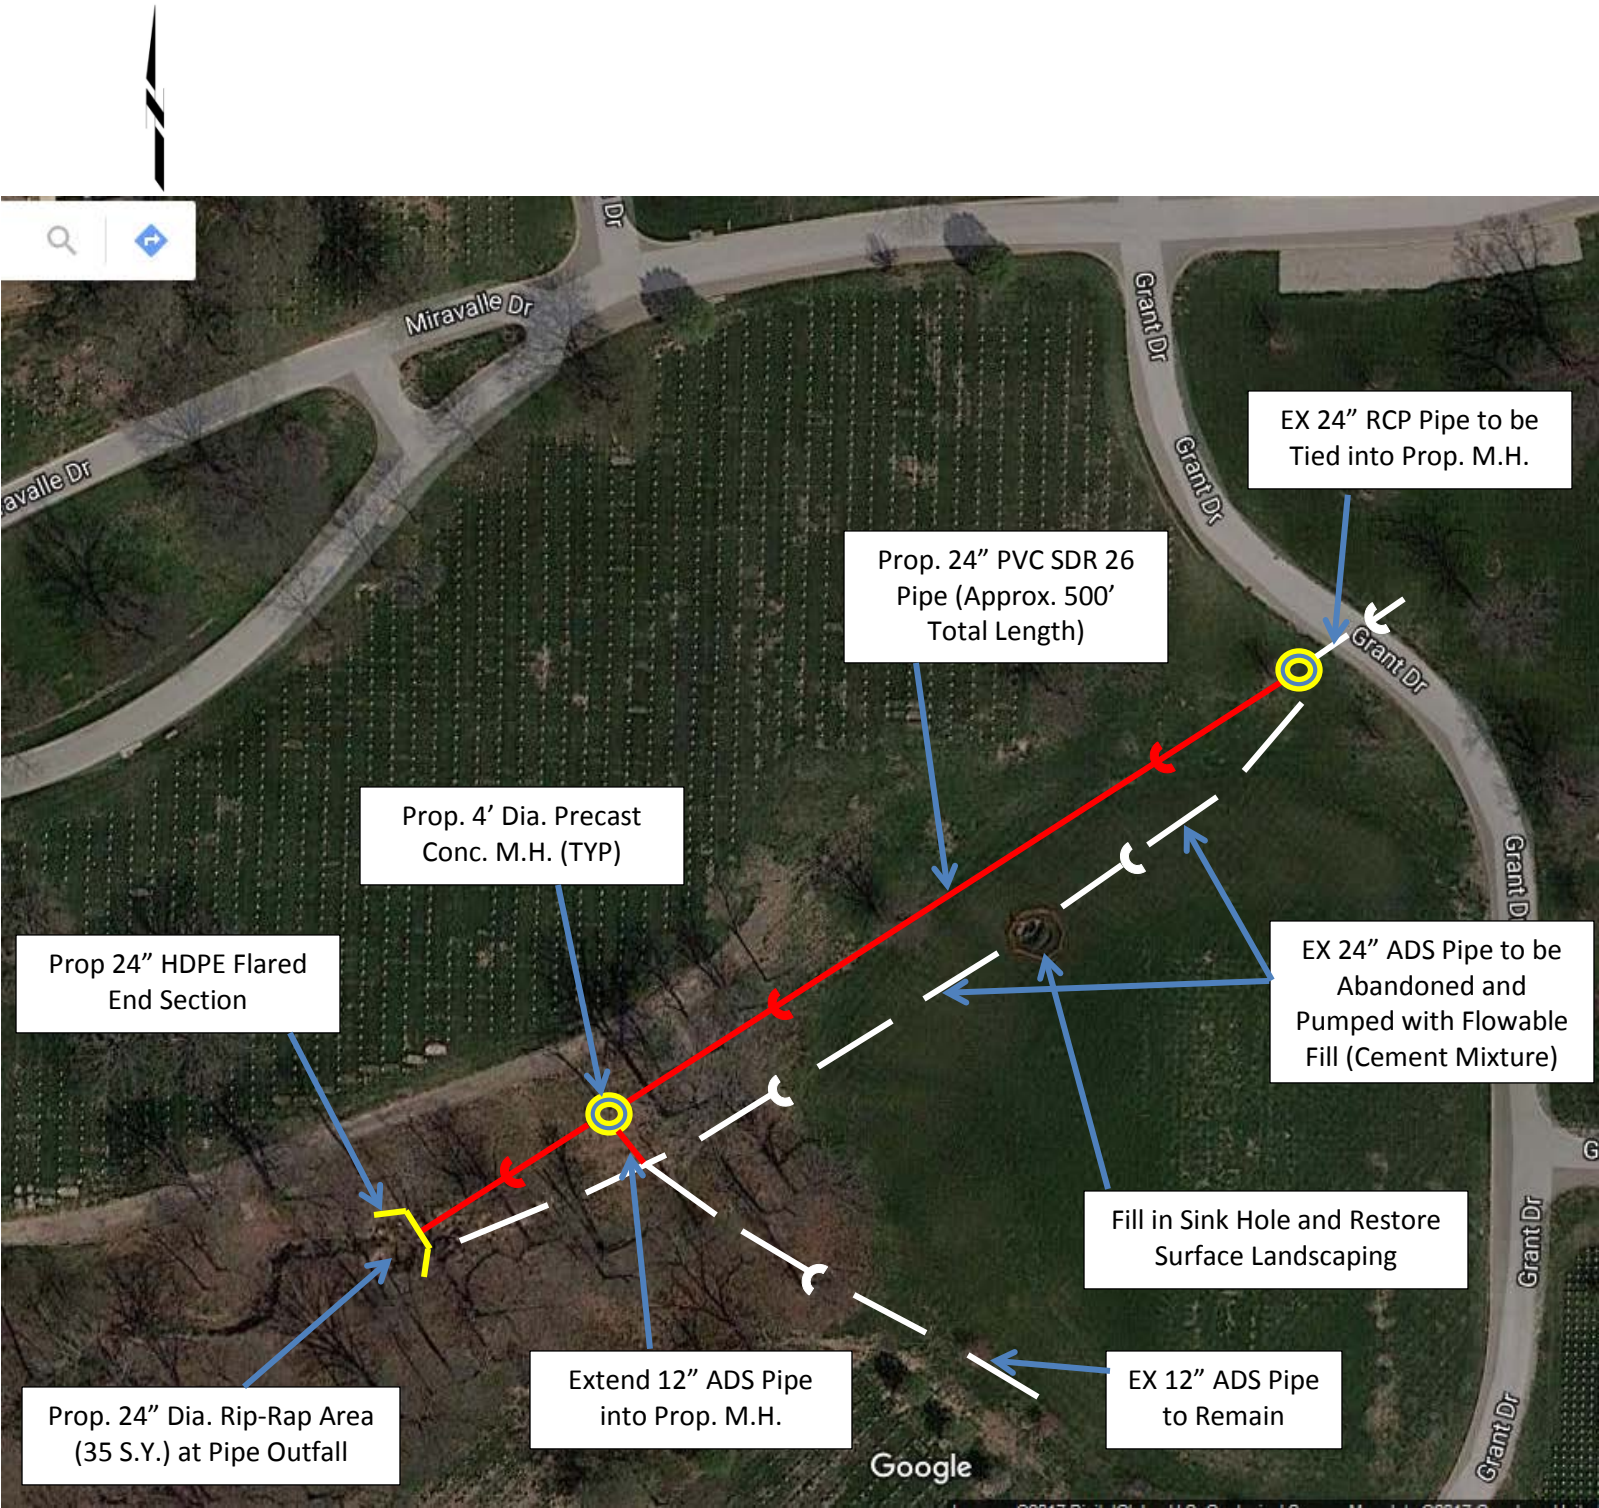 Dr
Miravalle Dr
Grant Dr
EX 24” RCP Pipe to be
Tied into Prop. M.H.
ravalle Dr
Grant Dr
Prop. 24” PVC SDR 26
Pipe (Approx. 500’
Total Length)
Grant Dr
Prop. 4’ Dia. Precast
Conc. M.H. (TYP)
Grant D
Prop 24” HDPE Flared
End Section
EX 24” ADS Pipe to be
Abandoned and
Pumped with Flowable
Fill (Cement Mixture)
G
Fill in Sink Hole and Restore
Surface Landscaping
Grant Dr
Extend 12” ADS Pipe
into Prop. M.H.
EX 12” ADS Pipe
to Remain
Prop. 24” Dia. Rip-Rap Area
(35 S.Y.) at Pipe Outfall
Grant Dr
Google